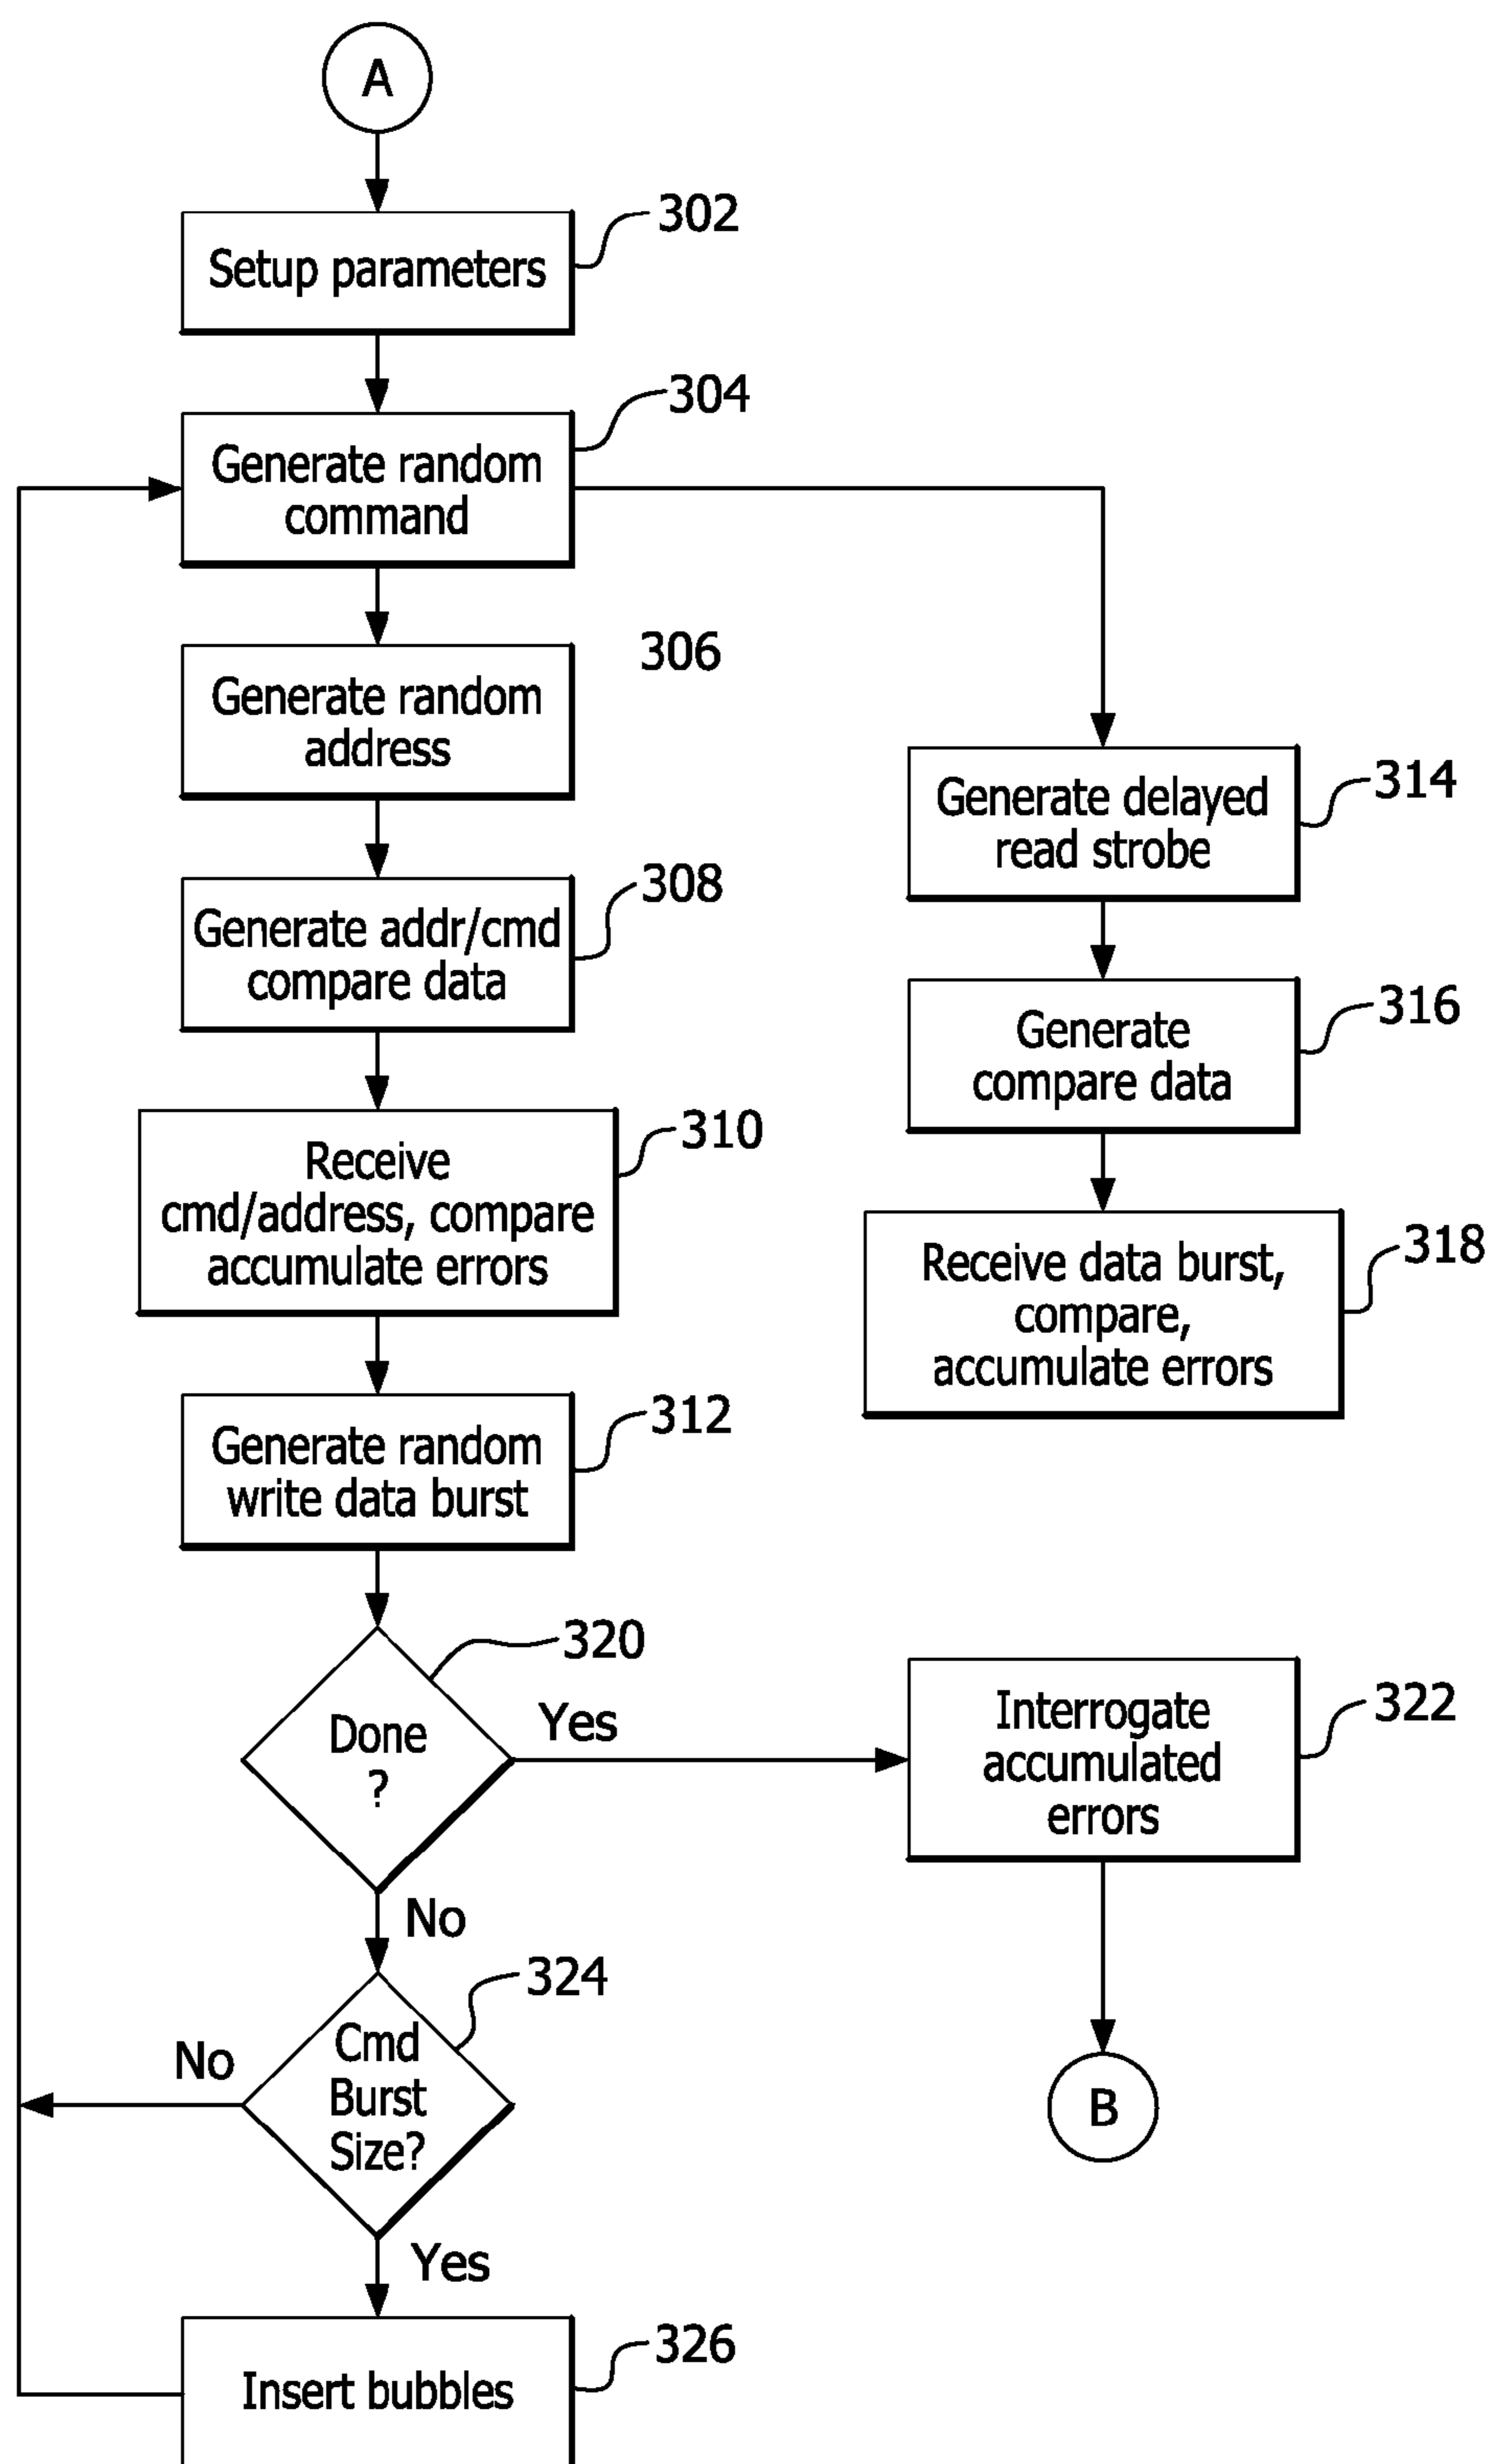 A
302
Setup parameters
304
Generate random
command
306
Generate random
address
314
Generate delayed
read strobe
308
Generate addr/cmd
compare data
316
Generate
compare data
310
Receive
cmd/address, compare
accumulate errors
318
Receive data burst,
compare,
accumulate errors
312
Generate random
write data burst
320
Done
?
Yes
322
Interrogate
accumulated
errors
No
324
Cmd
Burst
Size?
No
B
Yes
326
Insert bubbles